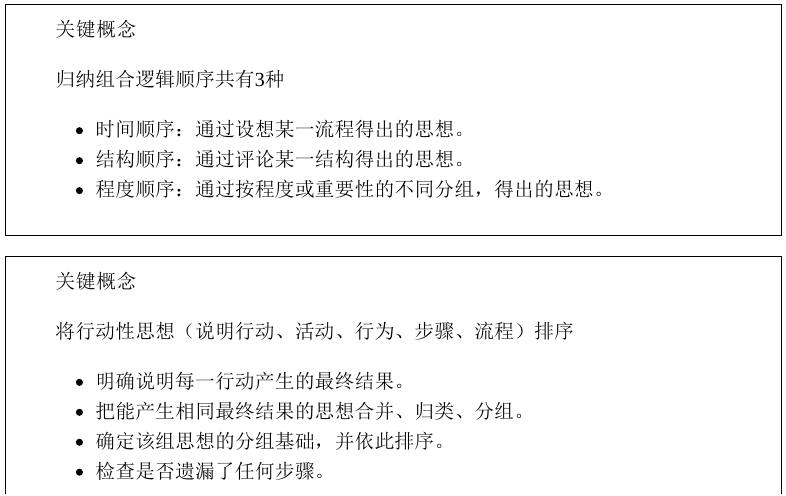 关键概念
归纳组合逻辑顺序共有3种
• 时间顺序：通过设想某一流程得出的思想。
• 结构顺序：通过评论某一结构得出的思想。
• 程度顺序：通过按程度或重要性的不同分组，得出的思想。
关键概念
将行动性思想（说明行动、活动、行为、步骤、流程）排序
• 明确说明每一行动产生的最终结果。
• 把能产生相同最终结果的思想合并、归类、分组。
• 确定该组思想的分组基础，并依此排序。
• 检查是否遗漏了任何步骤。